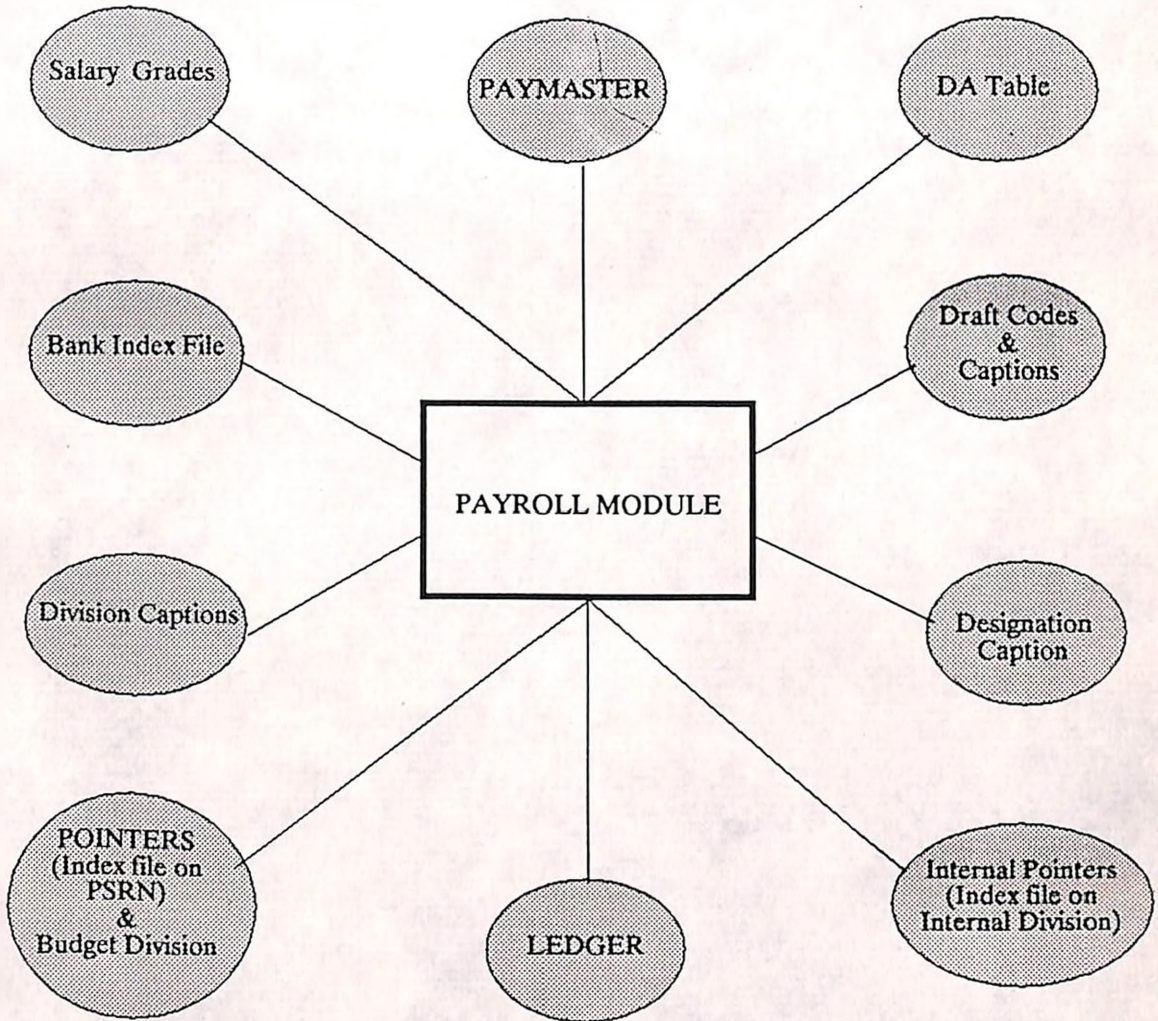 Salary Grades
PAYMASTER
DA Table
Bank Index File
Draft Codes
&
Captions
PAYROLL MODULE
Division Captions
Designation
Caption
POINTERS
(Index file on
PSRN)
&
Budget Division
LEDGER
Internal Pointers
(Index file on
Internal Division)